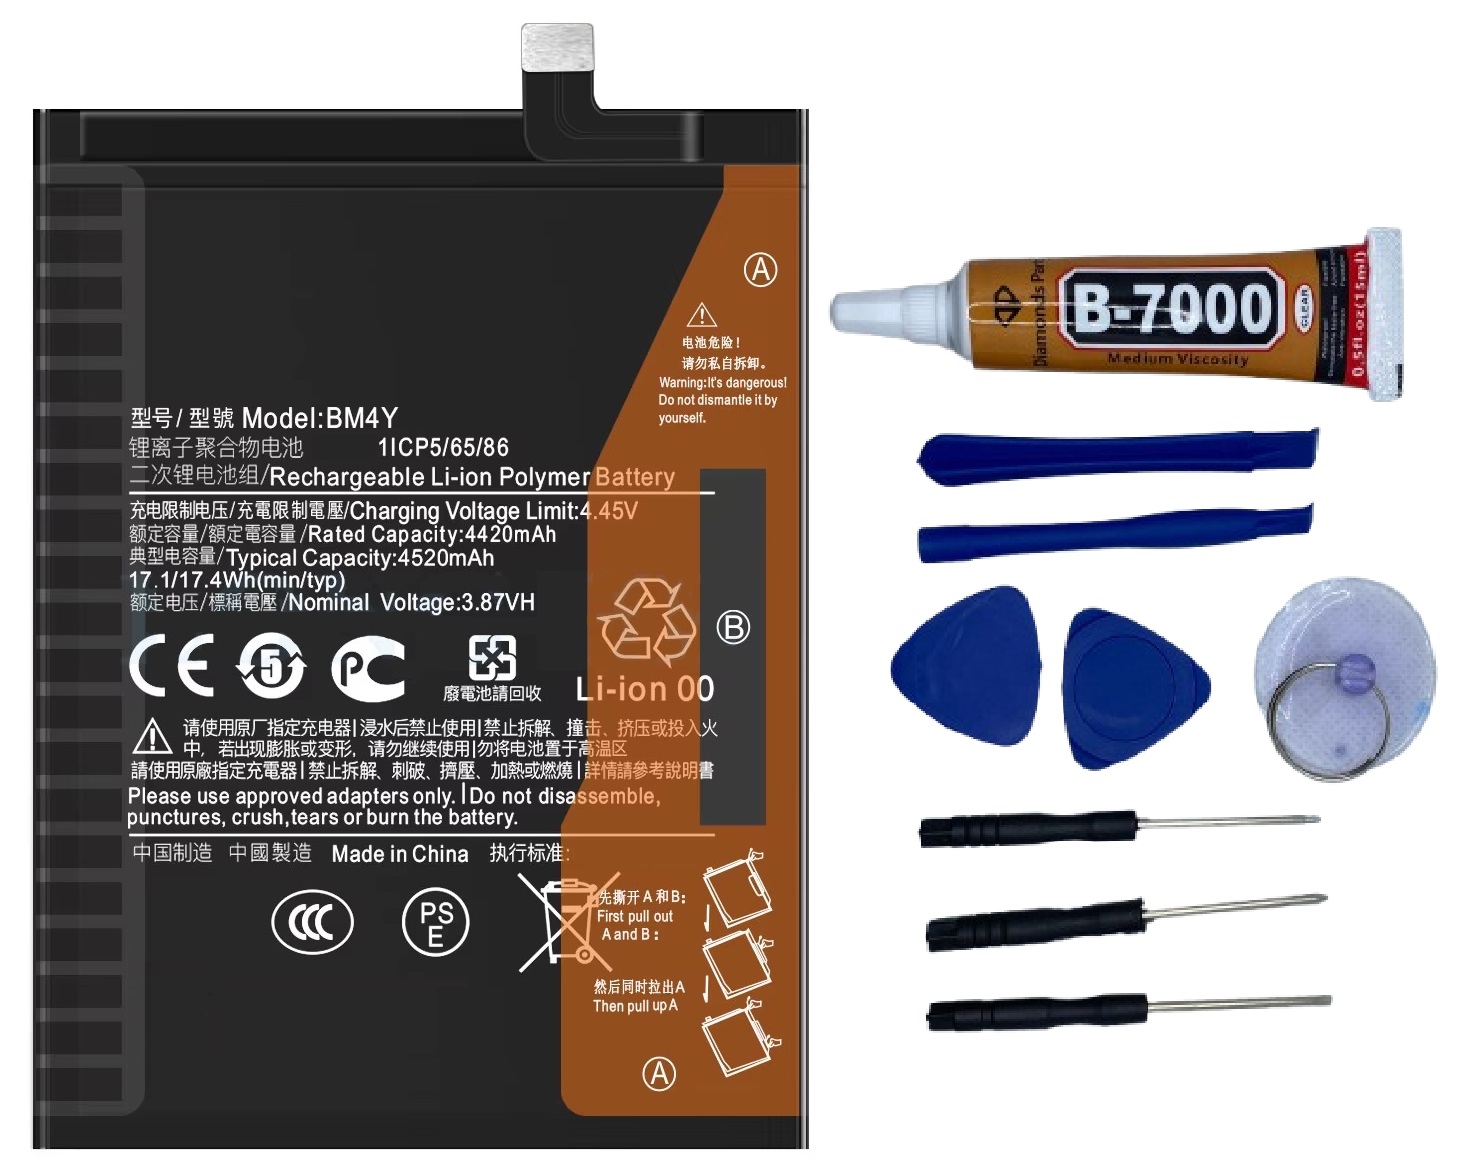 Ⓐ
电池危险!
请勿私自拆卸。
Warning:It's dangerous!
Do not dismantle it by
yourself.
型号/型號 Model:BM4Y
锂离子聚合物电池 1ICP5/65/86
二次锂电池组/Rechargeable Li-ion Polymer Battery
充电限制电压/充電限制電壓/Charging Voltage Limit:4.45V
额定容量/額定電容量/Rated Capacity:4420mAh
典型电容量/Typical Capacity:4520mAh
17.1/17.4Wh(min/typ)
额定电压/標稱電壓/Nominal Voltage:3.87VH
Ⓑ
CE 5 PC
廢電池請回收
Li-ion 00
请使用原厂指定充电器|浸水后禁止使用|禁止拆解、撞击、挤压或投入火
中，若出现膨胀或变形，请勿继续使用|勿将电池置于高温区
請使用原廠指定充電器|禁止拆解、刺破、擠壓、加熱或燃燒|詳情請參考說明書
Please use approved adapters only. |Do not disassemble,
punctures, crush,tears or burn the battery.
中国制造 中國製造 Made in China 执行标准:
CCC
PS
E
先撕开A和B:
First pull out
A and B:
然后同时拉出A
Then pull up A
Ⓐ
Diamonds Part
B-7000
CLEAR
Medium Viscosity
0.5fl.oz(15ml)